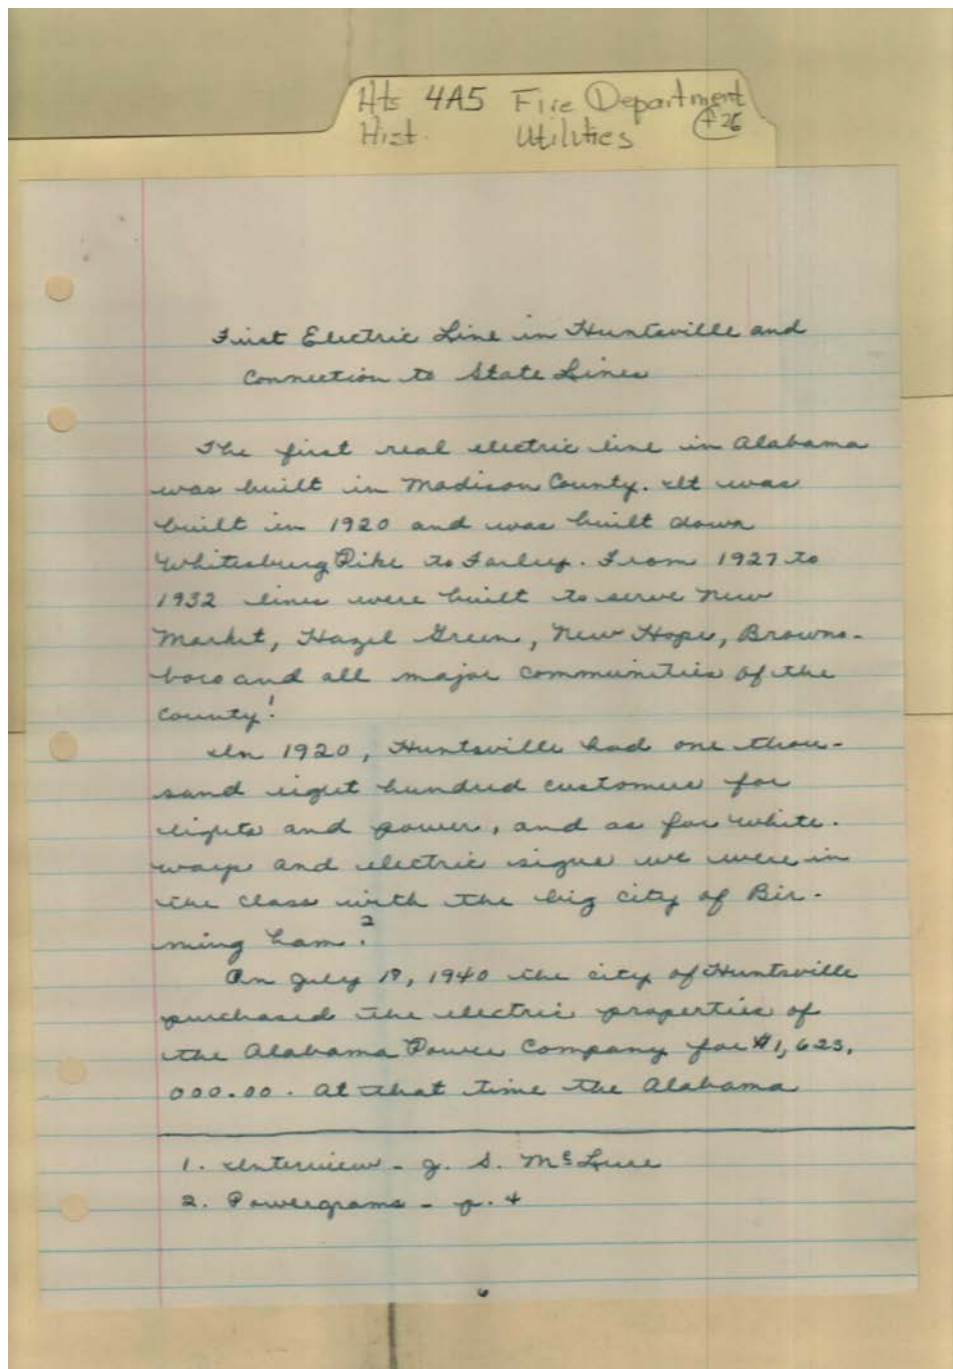 Hts 4A5 Fire Department
Hist. Utilities f 26
First Electric Line in Huntsville and
Connection to State Lines
The first real electric line in Alabama
was built in Madison County. It was
built in 1920 and was built down
Whitesburg Pike to Farley. From 1927 to
1932 lines were built to serve New
Market, Hazel Green, New Hope, Browns-
boro and all major communities of the
county.1
In 1920, Huntsville had one thou-
sand eight hundred customers for
lights and power, and as for white-
ways and electric signs we were in
the class with the big city of Bir-
ming ham.2
On July 18, 1940 the city of Huntsville
purchased the electric properties of
the Alabama Power Company for $1,623,
000.00. At that time the Alabama
1. Interview - J. S. McLure
2. Powergrams - p. 4
6